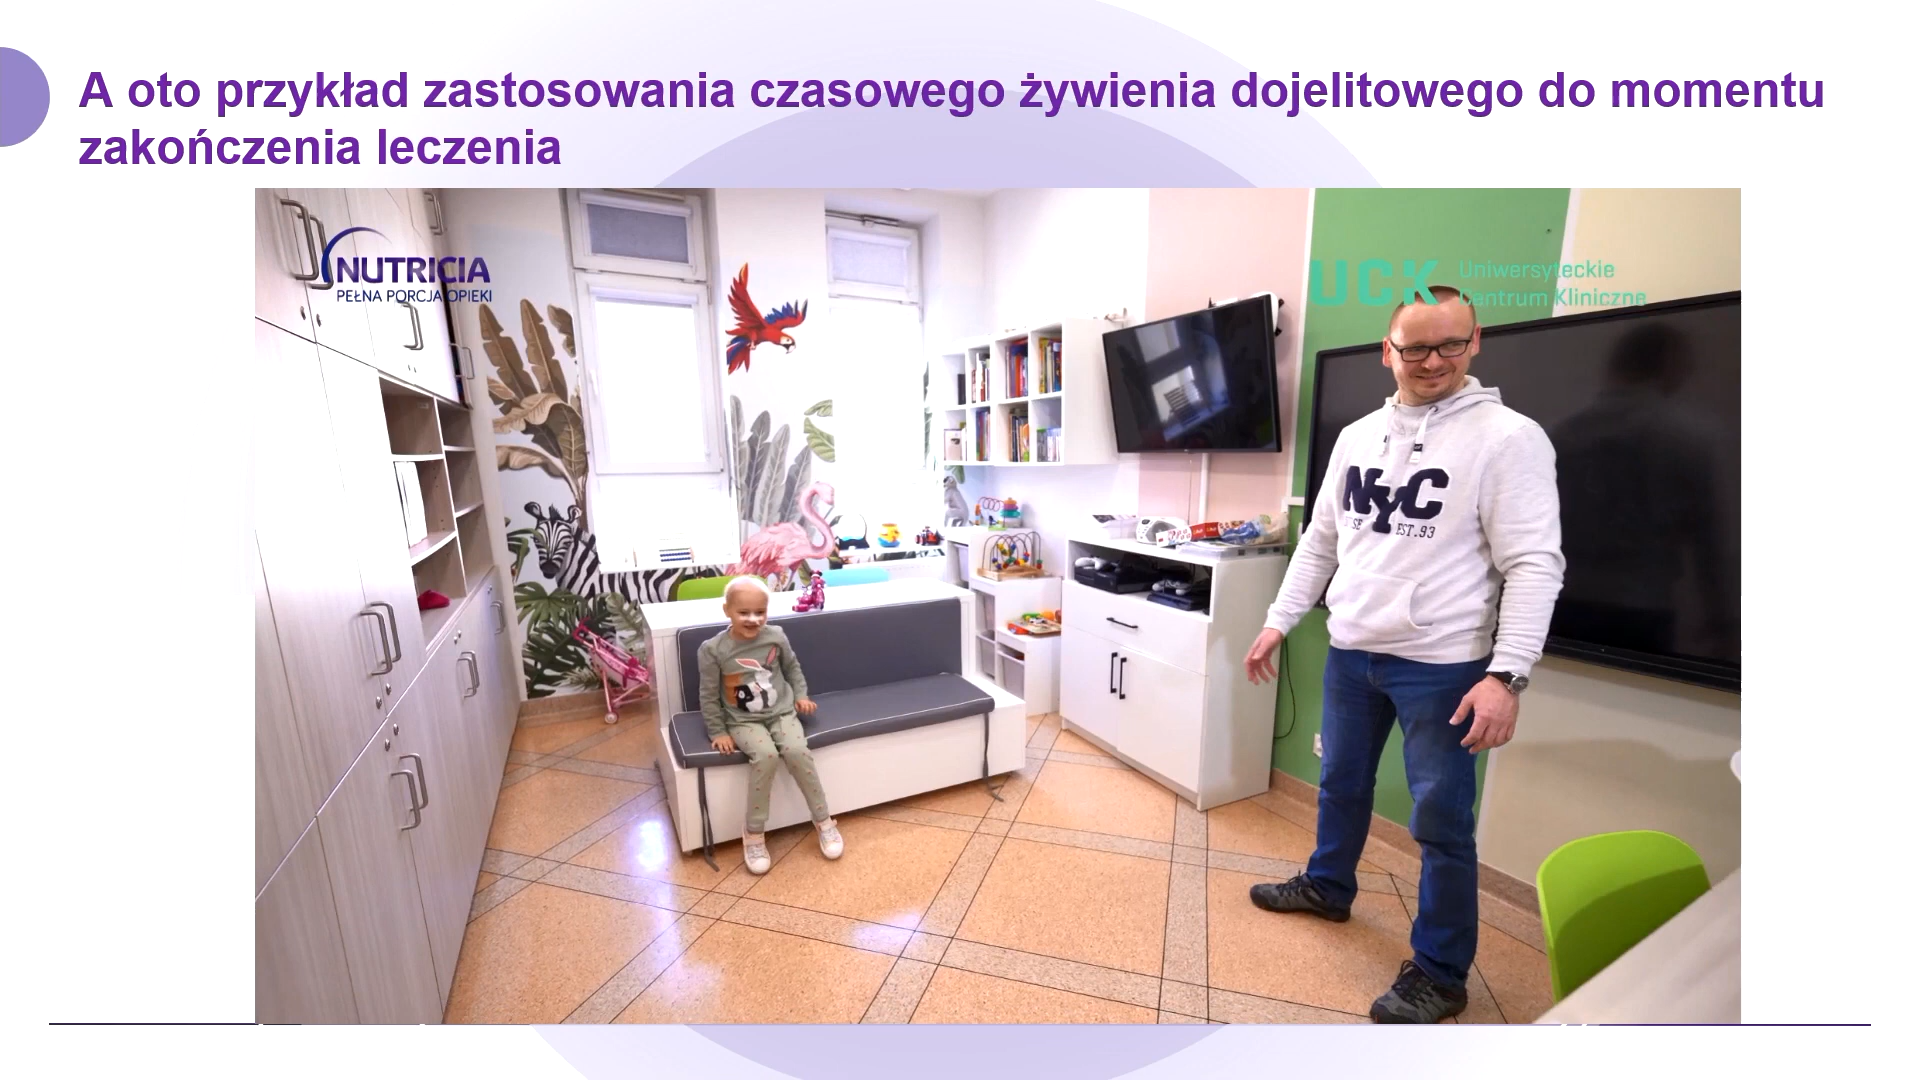 A oto przykład zastosowania czasowego żywienia dojelitowego do momentu
zakończenia leczenia
NUTRICIA
PEŁNA PORCJA OPIEKI
UCK Uniwersyteckie
Centrum Kliniczne
NYC
EST.93